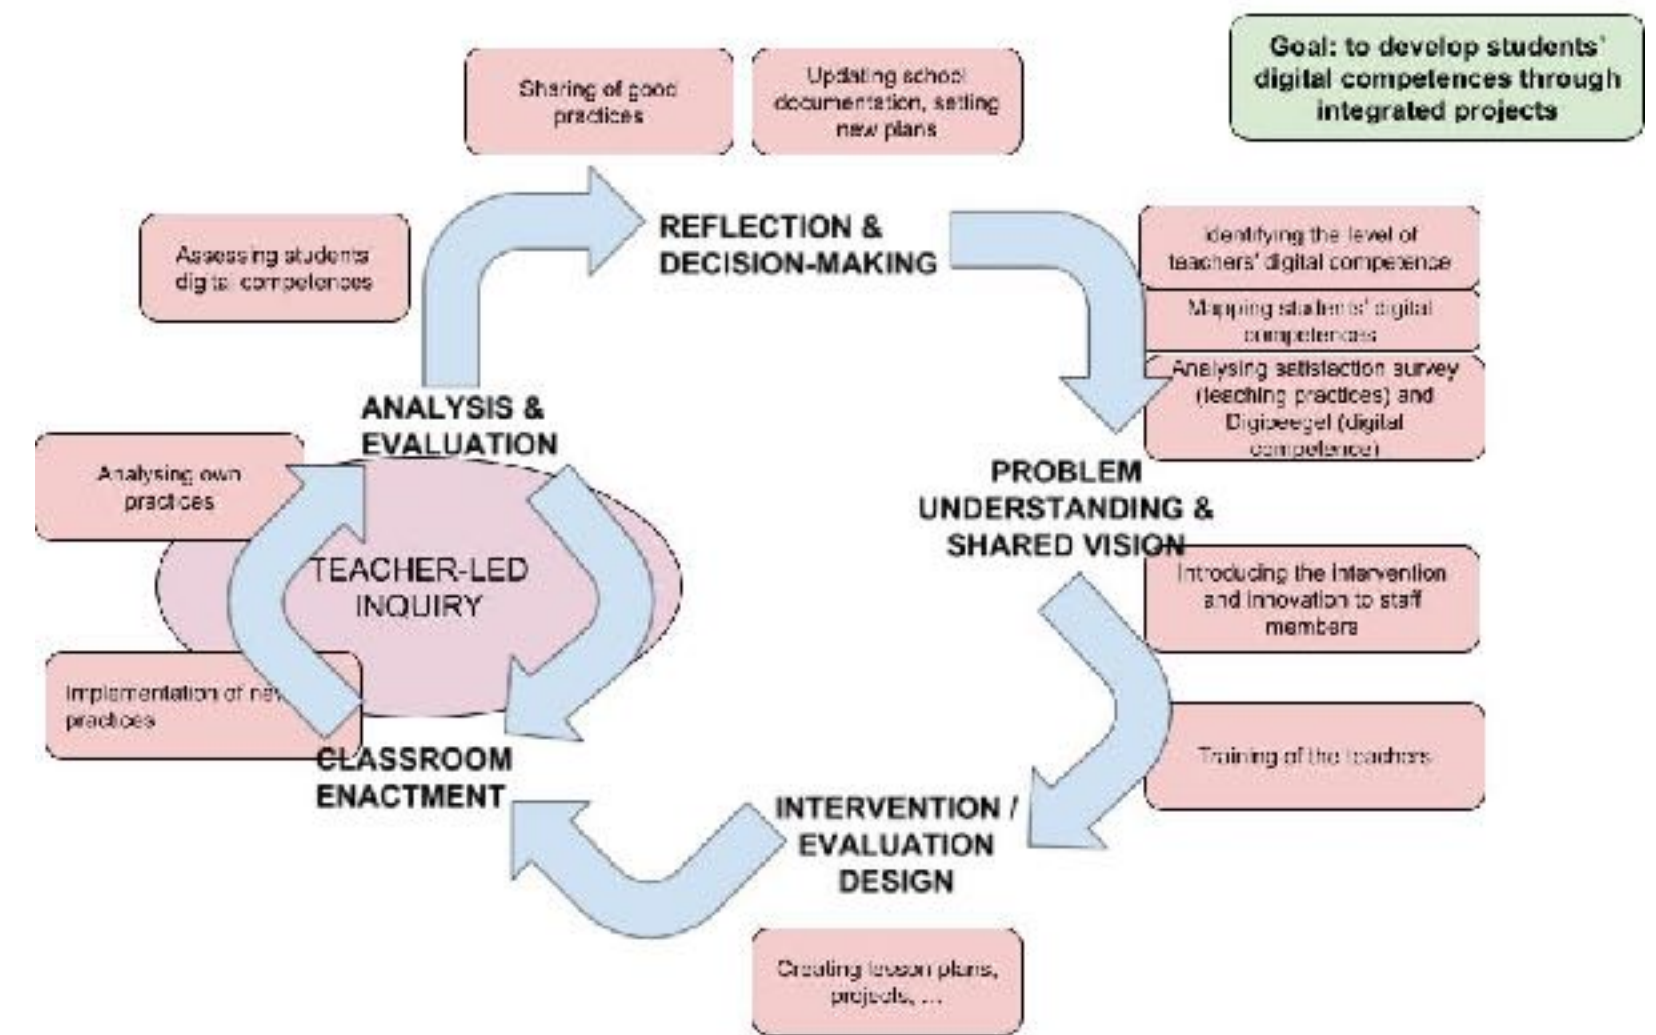 Goal: to develop students'
digital competences through
integrated projects
Sharing of good
practices
Updating school
documentation, setting
new plans
REFLECTION &
DECISION-MAKING
Identifying the level of
teachers' digital competence
Mapping students' digital
competences
Analysing satisfaction survey
(teaching practices) and
Digipeegel (digital
competence)
Assessing students'
digital competences
ANALYSIS &
EVALUATION
PROBLEM
UNDERSTANDING &
SHARED VISION
Analysing own
practices
TEACHER-LED
INQUIRY
Introducing the intervention
and innovation to staff
members
Implementation of
practices
Training of the teachers
CLASSROOM
ENACTMENT
INTERVENTION /
EVALUATION
DESIGN
Creating lesson plans,
projects, ...